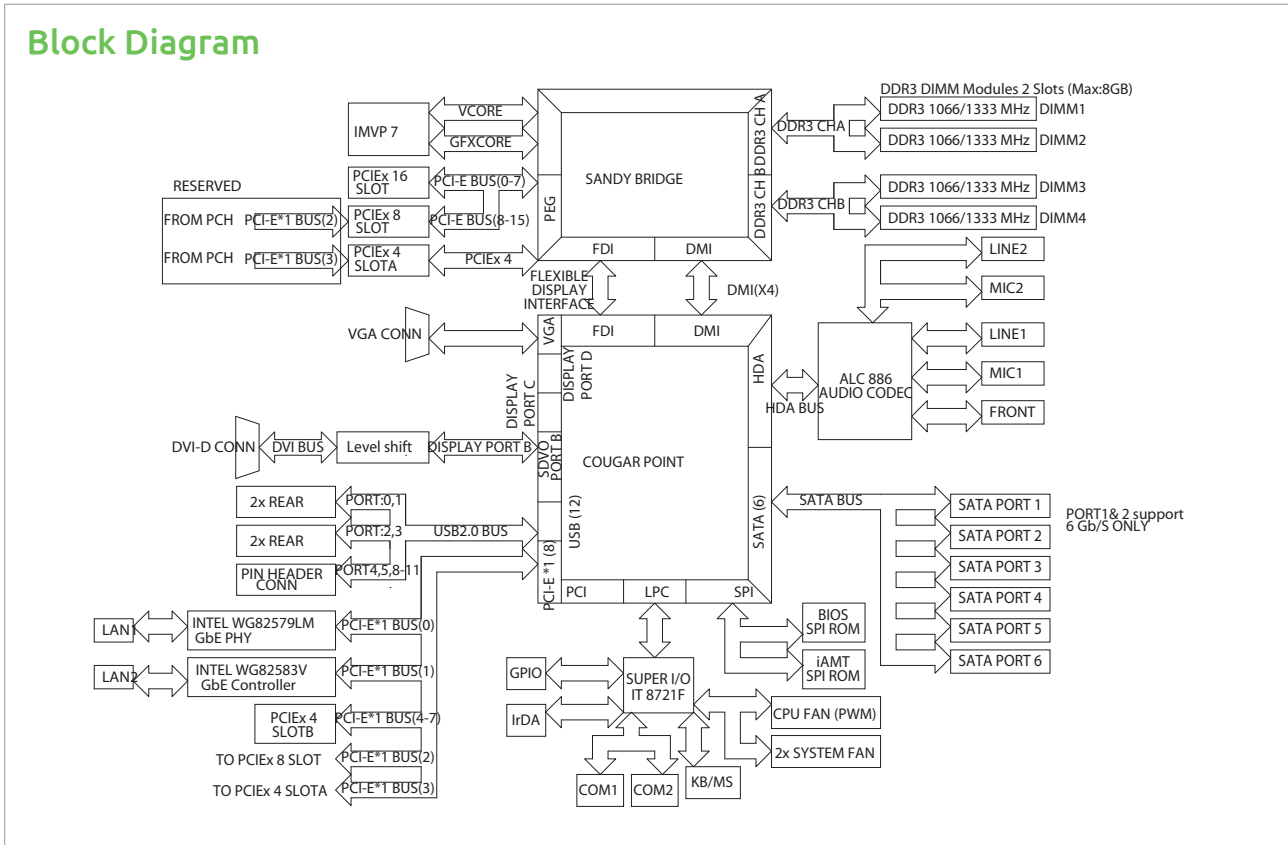 Block Diagram
DDR3 DIMM Modules 2 Slots (Max:8GB)
IMVP 7
VCORE
GFXCORE
PCIEx 16
SLOT
PCI-E BUS(0-7)
RESERVED
FROM PCH
PCI-E*1 BUS(2)
PCIEx 8
SLOT
PCI-E BUS(8-15)
FROM PCH
PCI-E*1 BUS(3)
PCIEx 4
SLOTA
PCIEx 4
PEG
SANDY BRIDGE
FDI
DMI
DDR3 CH A
DDR3 CH B
DDR3 CHA
DDR3 1066/1333 MHz
DIMM1
DDR3 1066/1333 MHz
DIMM2
DDR3 CHB
DDR3 1066/1333 MHz
DIMM3
DDR3 1066/1333 MHz
DIMM4
FLEXIBLE
DISPLAY
INTERFACE
DMI(X4)
LINE2
MIC2
LINE1
MIC1
FRONT
ALC 886
AUDIO CODEC
HDA BUS
HDA
FDI
DMI
VGA CONN
VGA
DISPLAY
PORT D
DISPLAY
PORT C
DVI-D CONN
DVI BUS
Level shift
DISPLAY PORT B
SDVO
PORT B
COUGAR POINT
2x REAR
PORT:0,1
2x REAR
PORT:2,3
USB2.0 BUS
USB (12)
PIN HEADER
CONN
PORT4,5,8-11
PCI-E *1 (8)
PCI
LPC
SPI
SATA (6)
SATA BUS
SATA PORT 1
SATA PORT 2
SATA PORT 3
SATA PORT 4
SATA PORT 5
SATA PORT 6
PORT1& 2 support
6 Gb/S ONLY
LAN1
INTEL WG82579LM
GbE PHY
PCI-E*1 BUS(0)
LAN2
INTEL WG82583V
GbE Controller
PCI-E*1 BUS(1)
PCIEx 4
SLOTB
PCI-E*1 BUS(4-7)
TO PCIEx 8 SLOT
PCI-E*1 BUS(2)
TO PCIEx 4 SLOTA
PCI-E*1 BUS(3)
BIOS
SPI ROM
iAMT
SPI ROM
GPIO
IrDA
SUPER I/O
IT 8721F
CPU FAN (PWM)
2x SYSTEM FAN
COM1
COM2
KB/MS